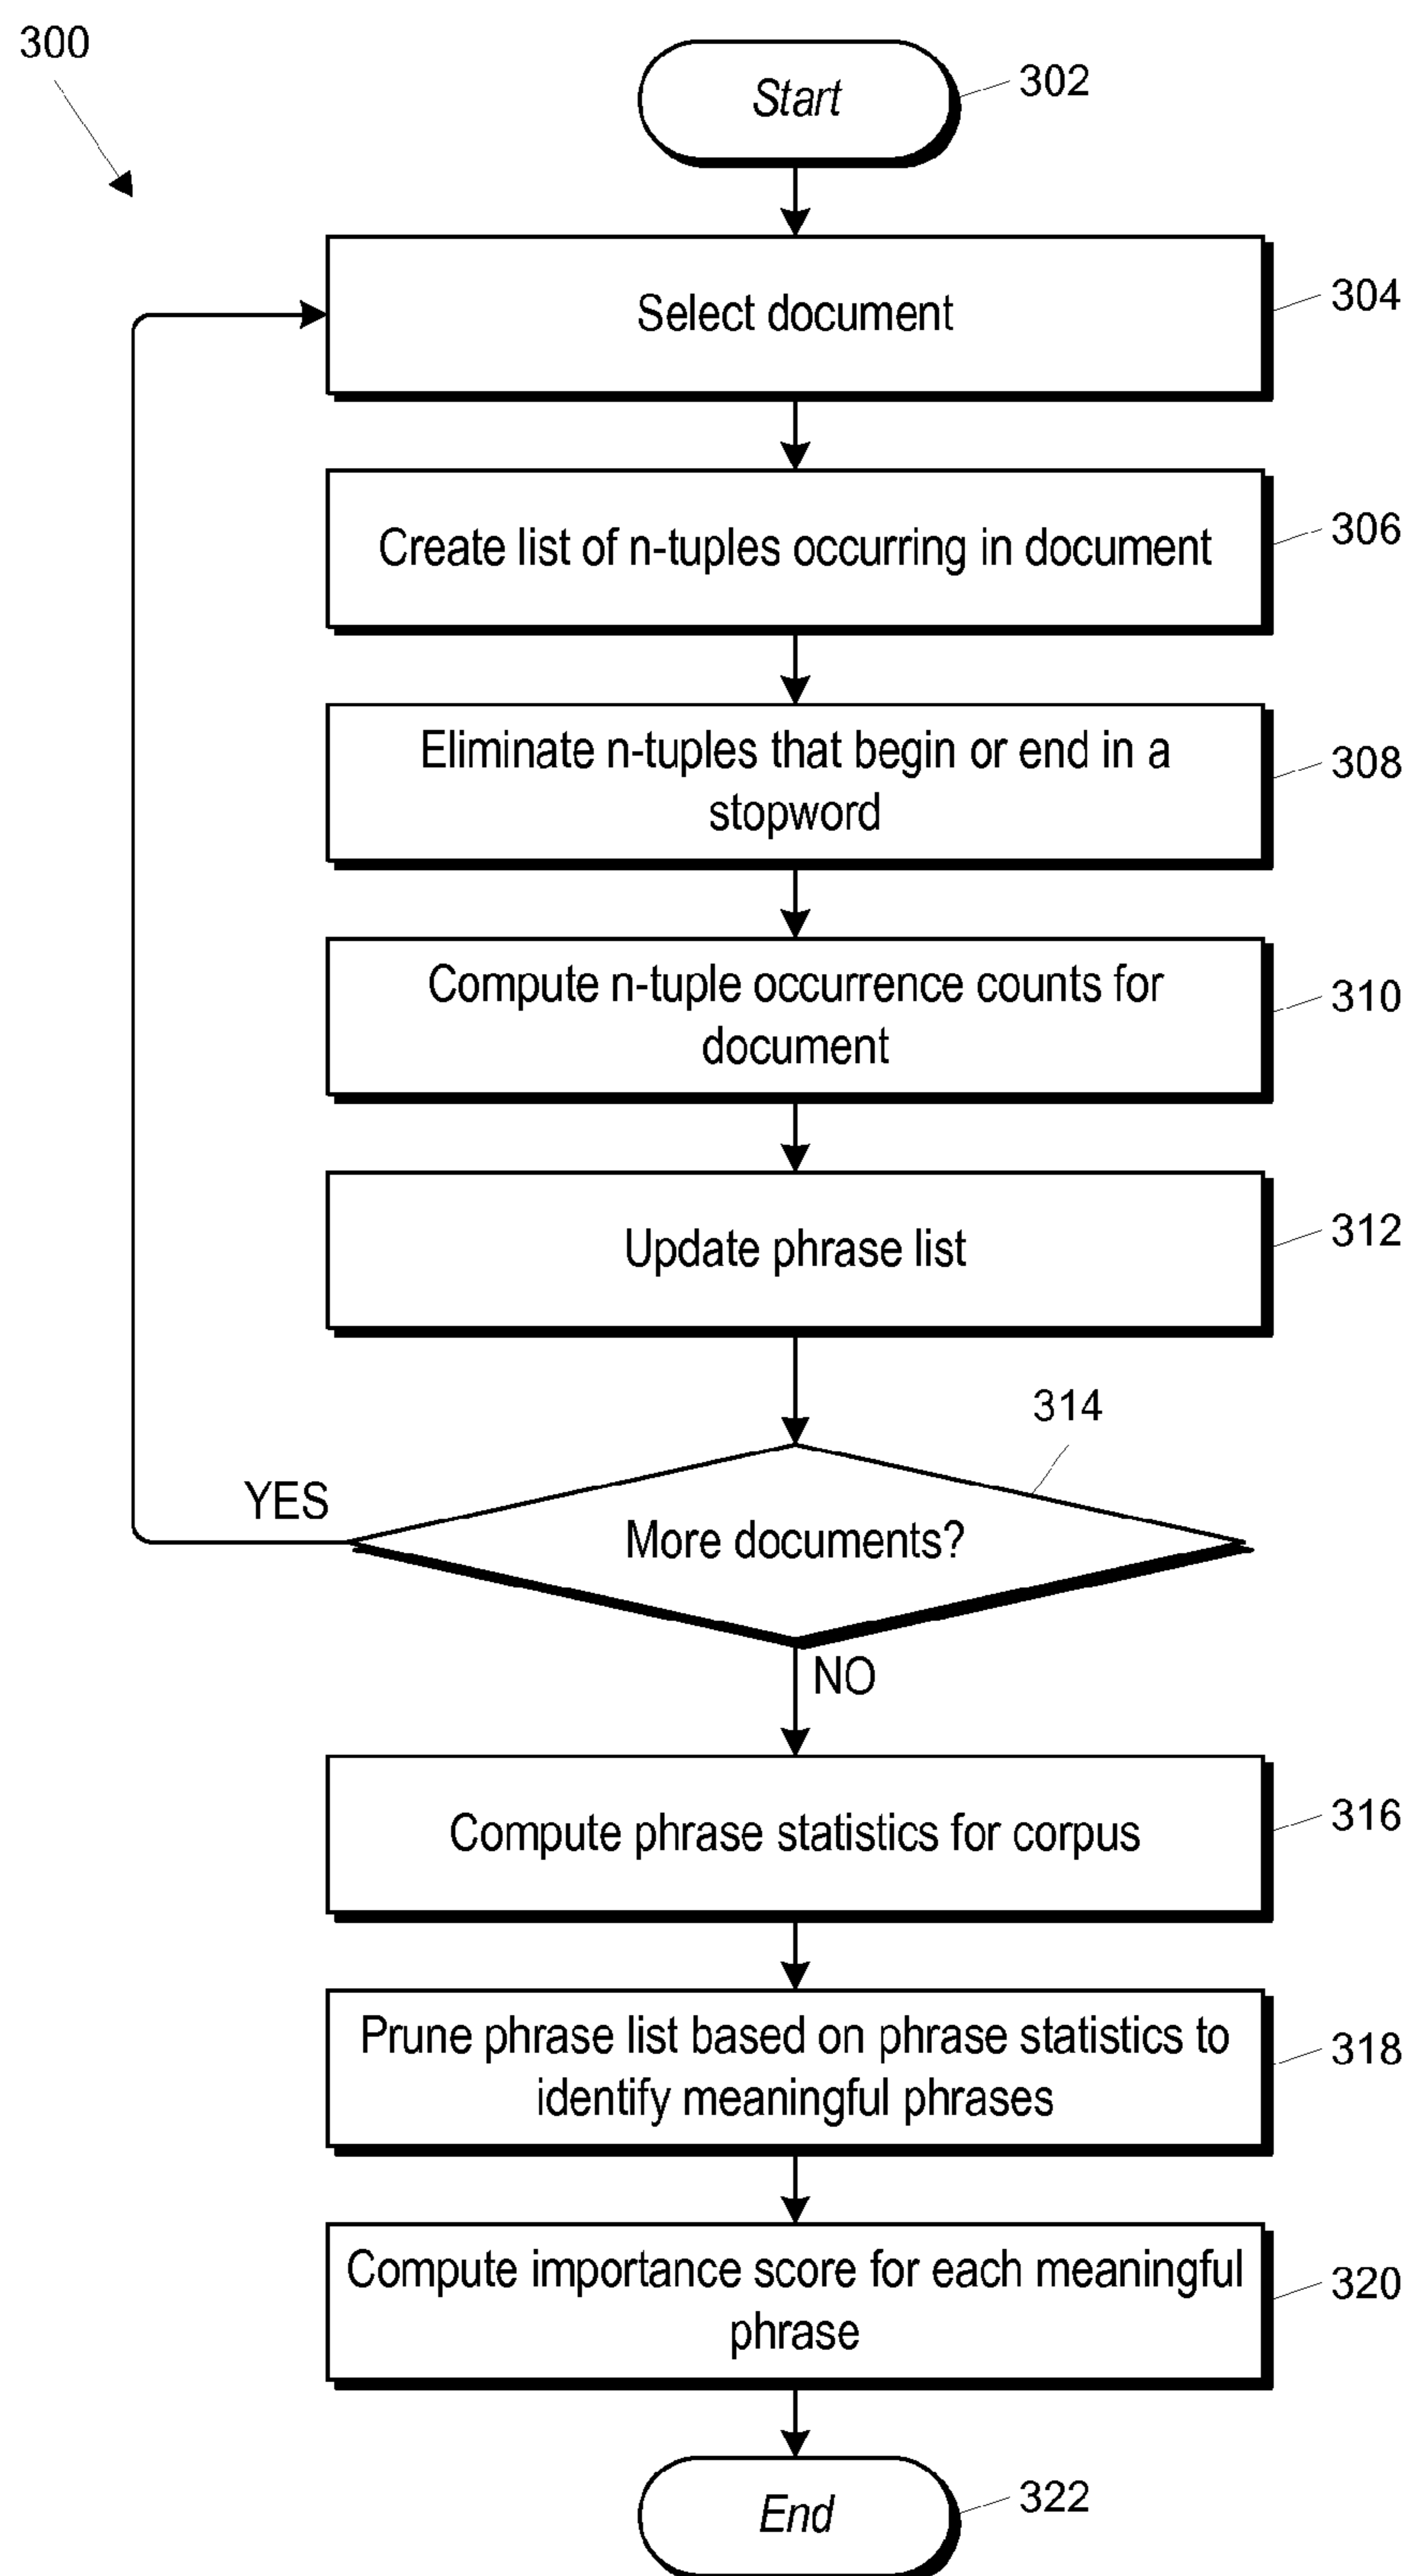 300
Start
302
Select document
304
Create list of n-tuples occurring in document
306
Eliminate n-tuples that begin or end in a
stopword
308
Compute n-tuple occurrence counts for
document
310
Update phrase list
312
314
YES
More documents?
NO
Compute phrase statistics for corpus
316
Prune phrase list based on phrase statistics to
identify meaningful phrases
318
Compute importance score for each meaningful
phrase
320
End
322